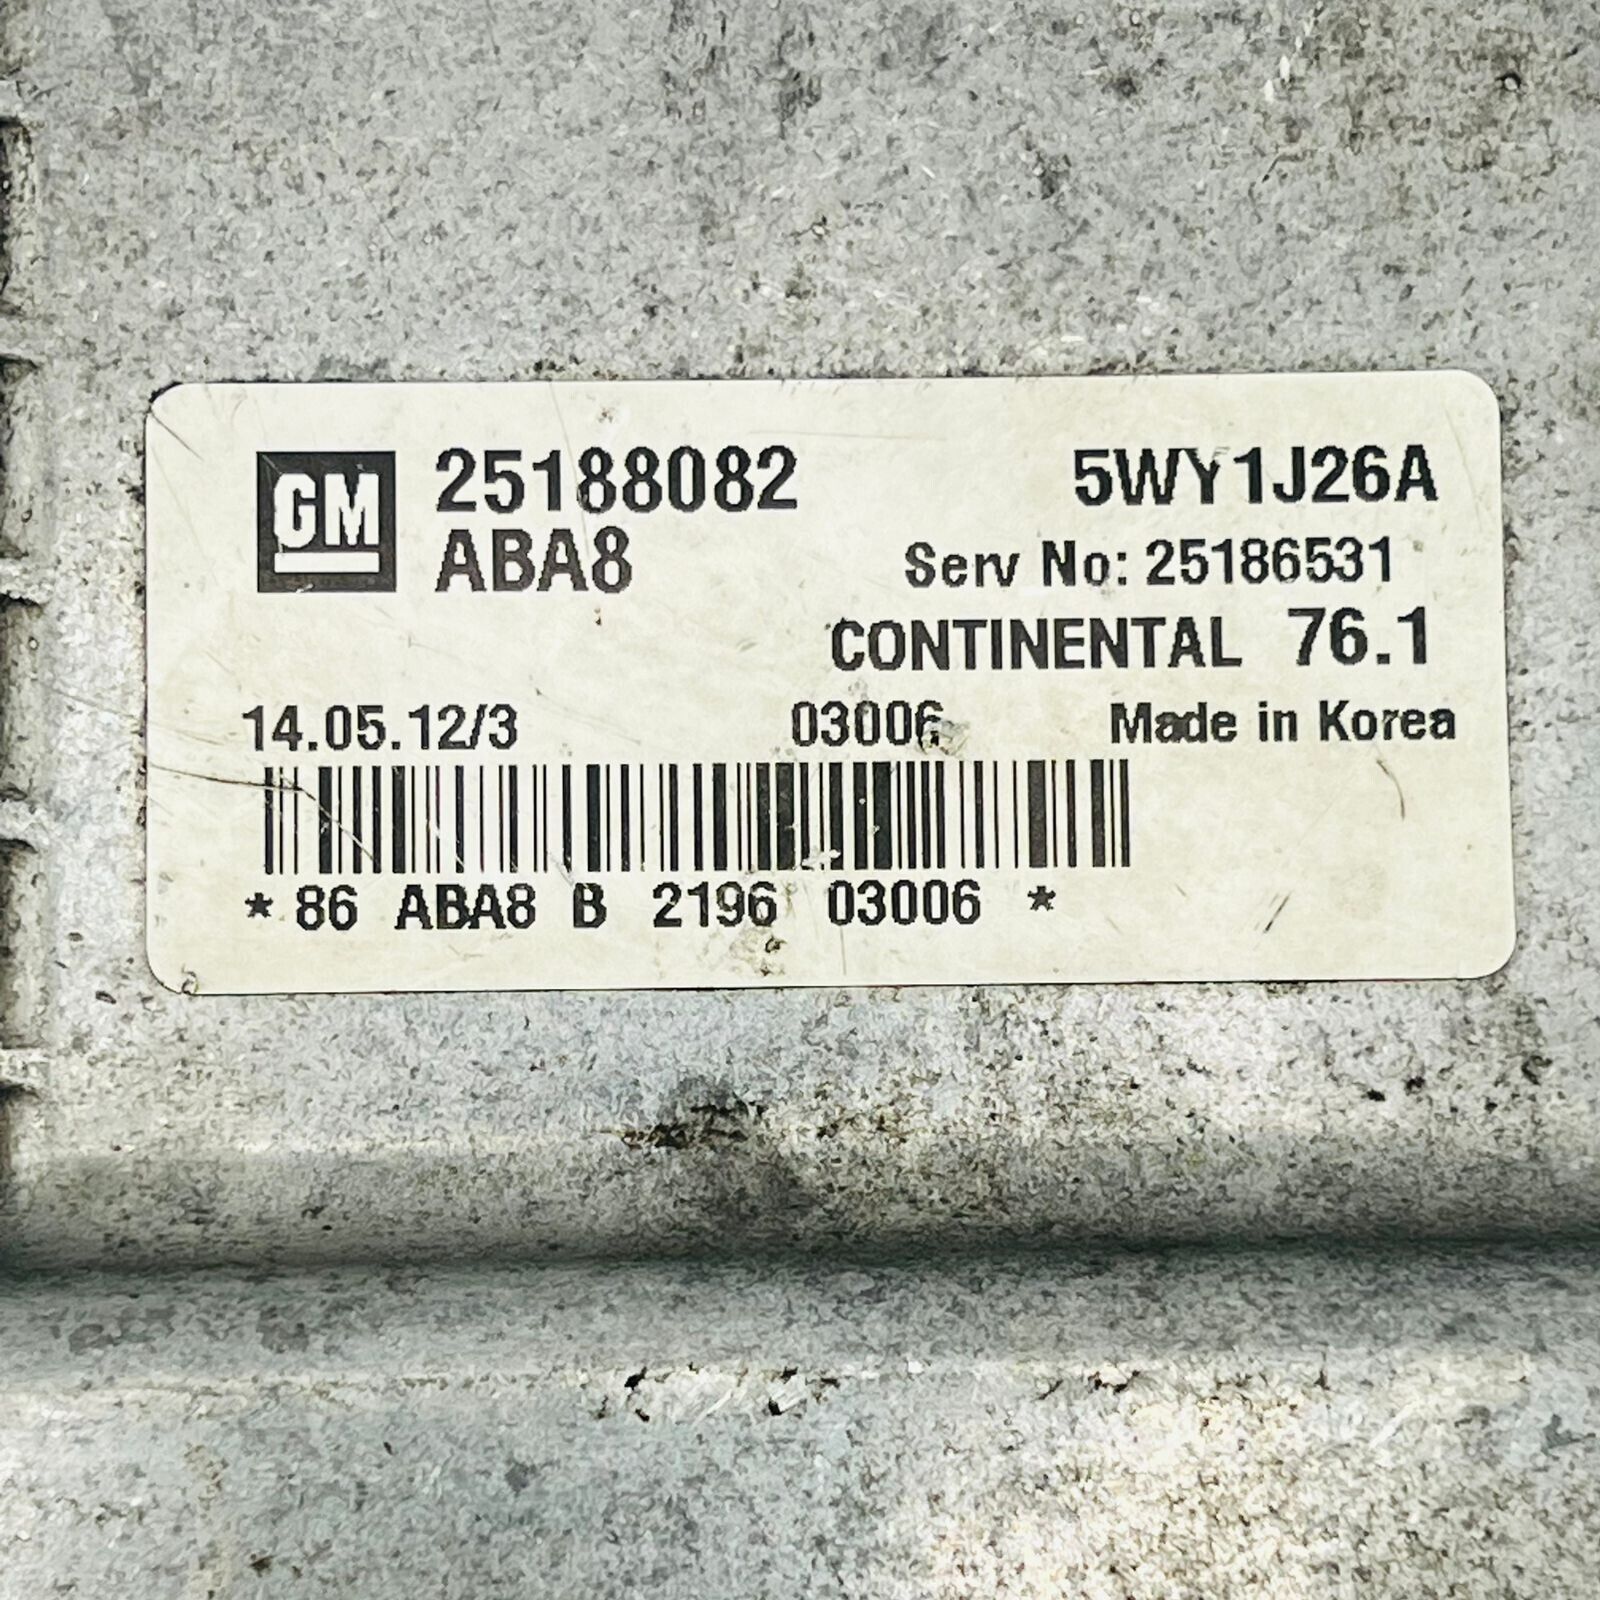 GM 25188082 5WY1J26A
ABA8 Serv No: 25186531
CONTINENTAL 76.1
14.05.12/3 03006 Made in Korea
* 86 ABA8 B 2196 03006 *